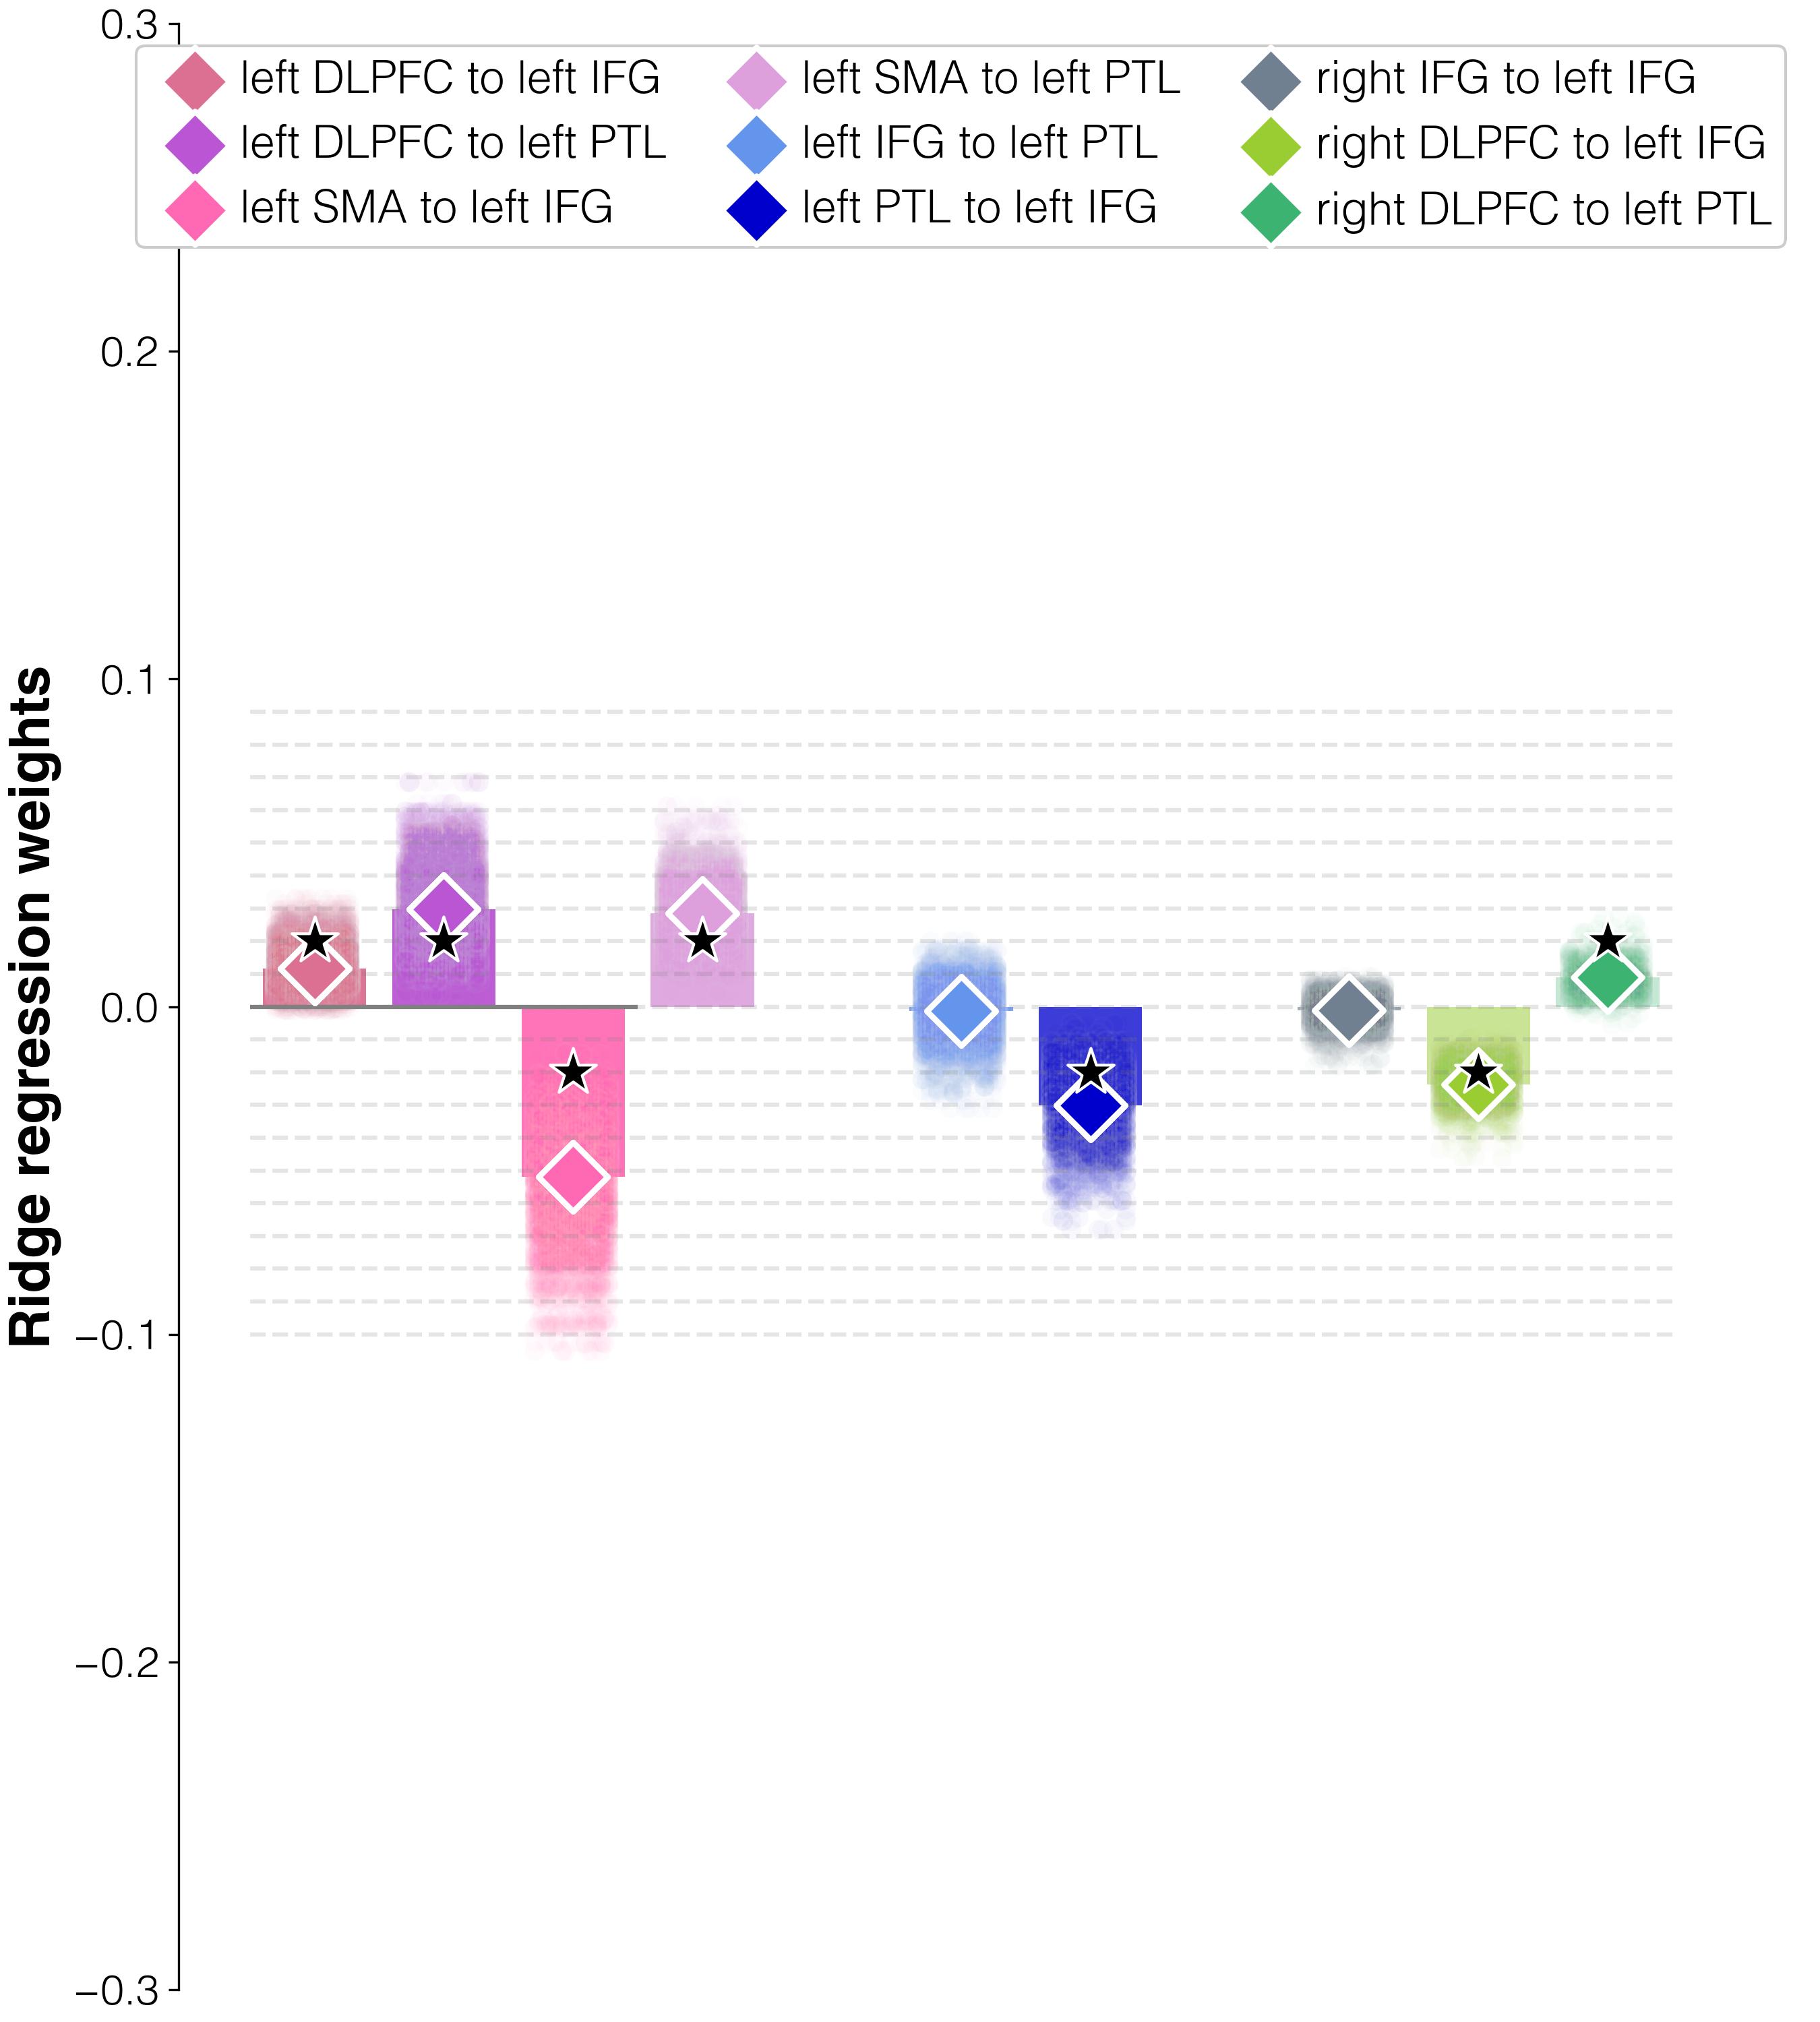 0.3
left DLPFC to left IFG
left DLPFC to left PTL
left SMA to left IFG
left SMA to left PTL
left IFG to left PTL
left PTL to left IFG
right IFG to left IFG
right DLPFC to left IFG
right DLPFC to left PTL
0.2
0.1
0.0
−0.1
−0.2
−0.3
Ridge regression weights